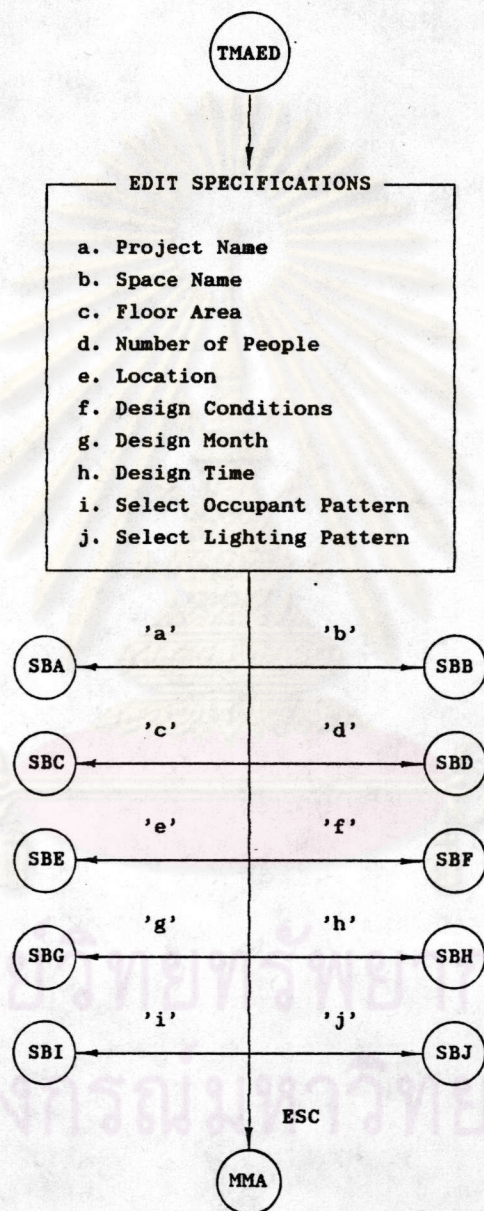 TMAED
EDIT SPECIFICATIONS
a. Project Name
b. Space Name
c. Floor Area
d. Number of People
e. Location
f. Design Conditions
g. Design Month
h. Design Time
i. Select Occupant Pattern
j. Select Lighting Pattern
'a' 'b'
SBA SBB
'c' 'd'
SBC SBD
'e' 'f'
SBE SBF
'g' 'h'
SBG SBH
'i' 'j'
SBI SBJ
ESC
MMA